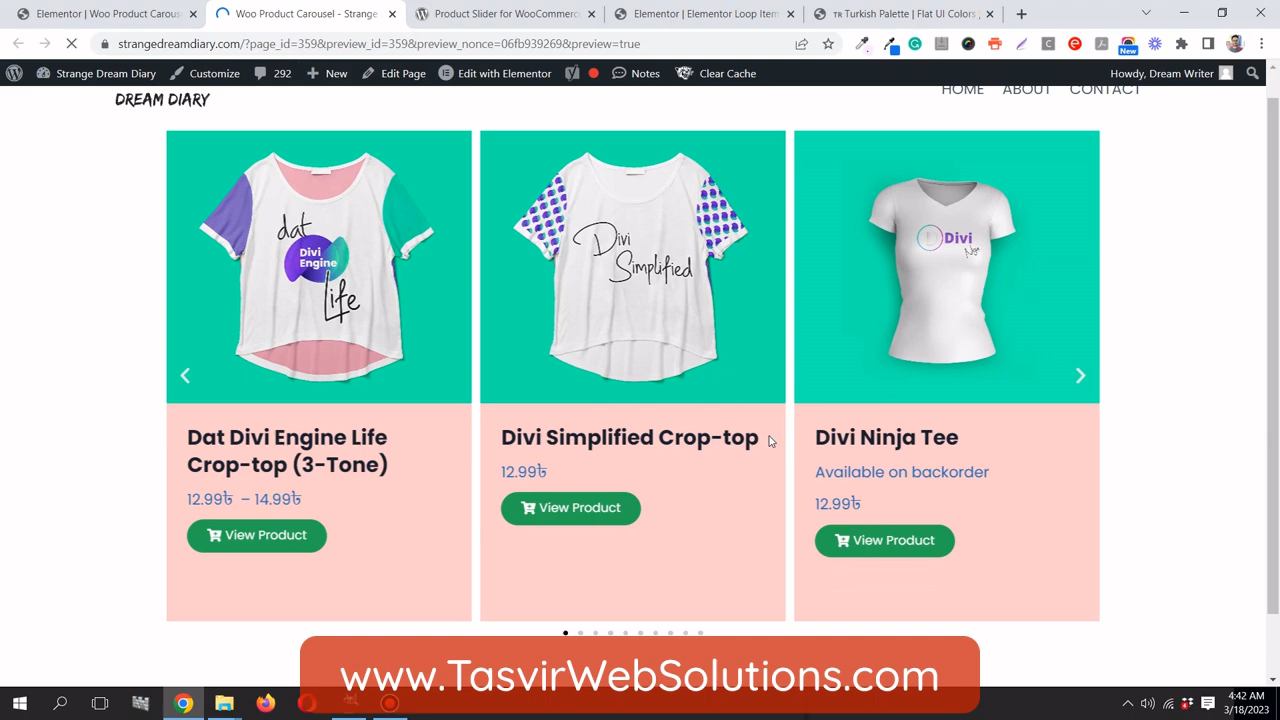 Elementor | Woo Product Carous
Woo Product Carousel - Strange
Product Slider for WooCommerc
Elementor | Elementor Loop Item
TR Turkish Palette | Flat UI Colors
strangedreamdiary.com/?page_id=3598&preview_id=3598&preview_nonce=06fb939269&preview=true
New
Strange Dream Diary
Customize
292
New
Edit Page
Edit with Elementor
Notes
Clear Cache
Howdy, Dream Writer
DREAM DIARY
HOME
ABOUT
CONTACT
dat
Divi
Engine
Life
Divi
Simplified
Divi
Dat Divi Engine Life
Crop-top (3-Tone)
12.99৳ – 14.99৳
View Product
Divi Simplified Crop-top
12.99৳
View Product
Divi Ninja Tee
Available on backorder
12.99৳
View Product
www.TasvirWebSolutions.com
4:42 AM
3/18/2023